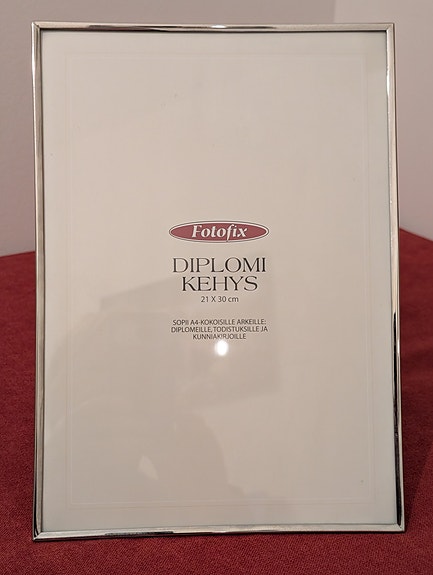 Fotofix
DIPLOMI
KEHYS
21 X 30 cm
SOPII A4-KOKOISILLE ARKEILLE:
DIPLOMEILLE, TODISTUKSILLE JA
KUNNIAKIRJOILLE